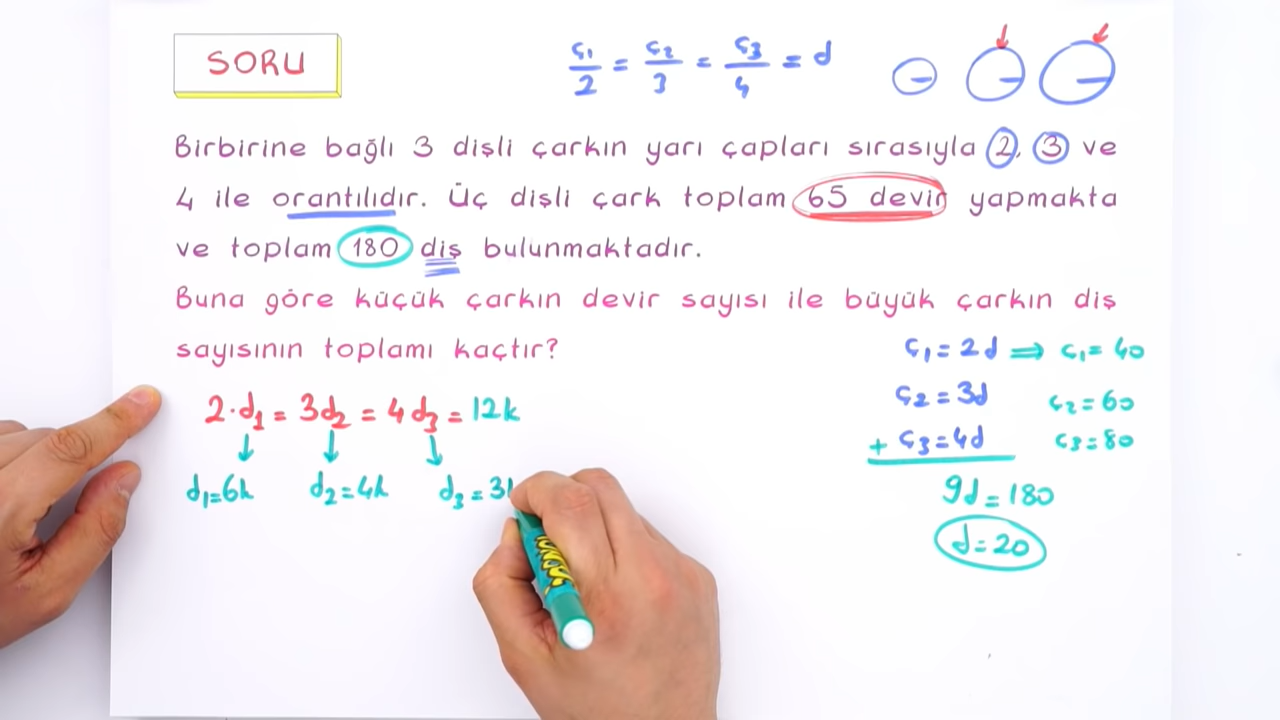 SORU
ç₁/2 = ç₂/3 = ç₃/4 = d
Birbirine bağlı 3 dişli çarkın yarı çapları sırasıyla 2, 3 ve
4 ile orantılıdır. Üç dişli çark toplam 65 devir yapmakta
ve toplam 180 diş bulunmaktadır.
Buna göre küçük çarkın devir sayısı ile büyük çarkın diş
sayısının toplamı kaçtır?
ç₁ = 2d ⇒ ç₁ = 40
ç₂ = 3d ç₂ = 60
+ ç₃ = 4d ç₃ = 80
9d = 180
d = 20
2·d₁ = 3d₂ = 4d₃ = 12k
d₁=6k d₂=4k d₃=3k